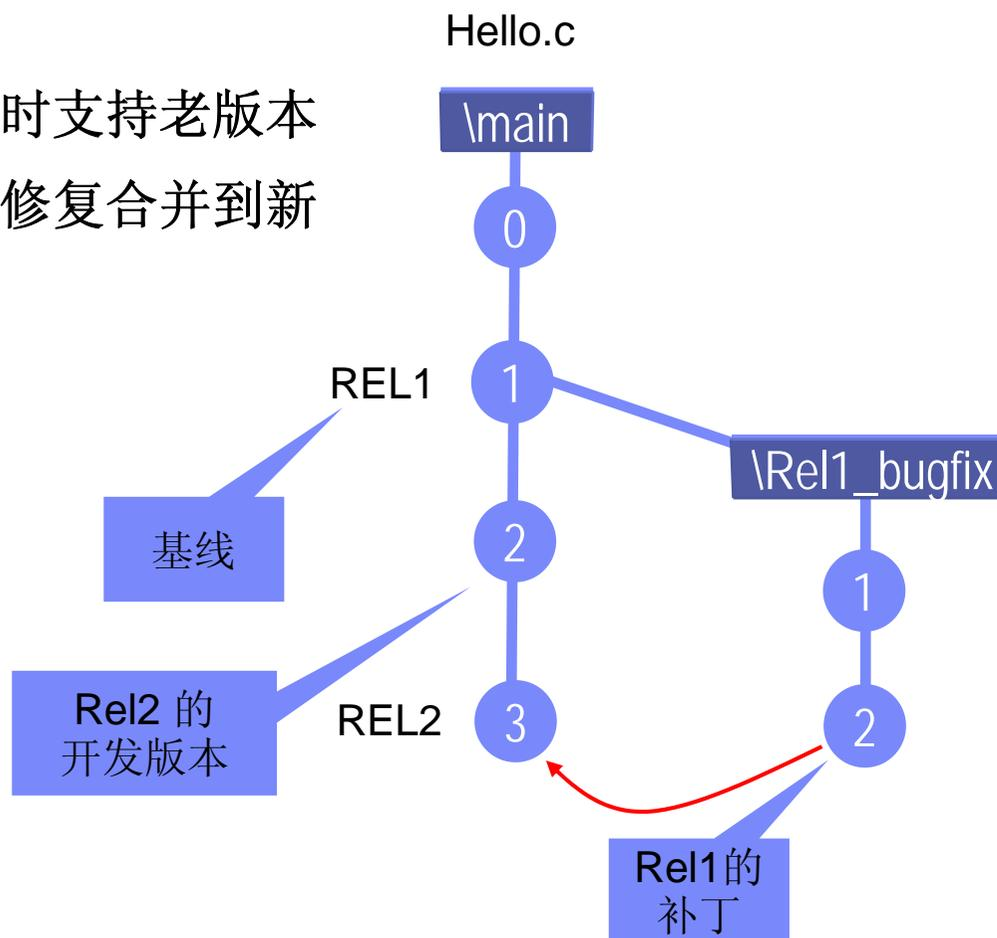 Hello.c
时支持老版本
\main
修复合并到新
0
REL1
1
\Rel1_bugfix
基线
2
1
Rel2 的
开发版本
REL2
3
2
Rel1的
补丁